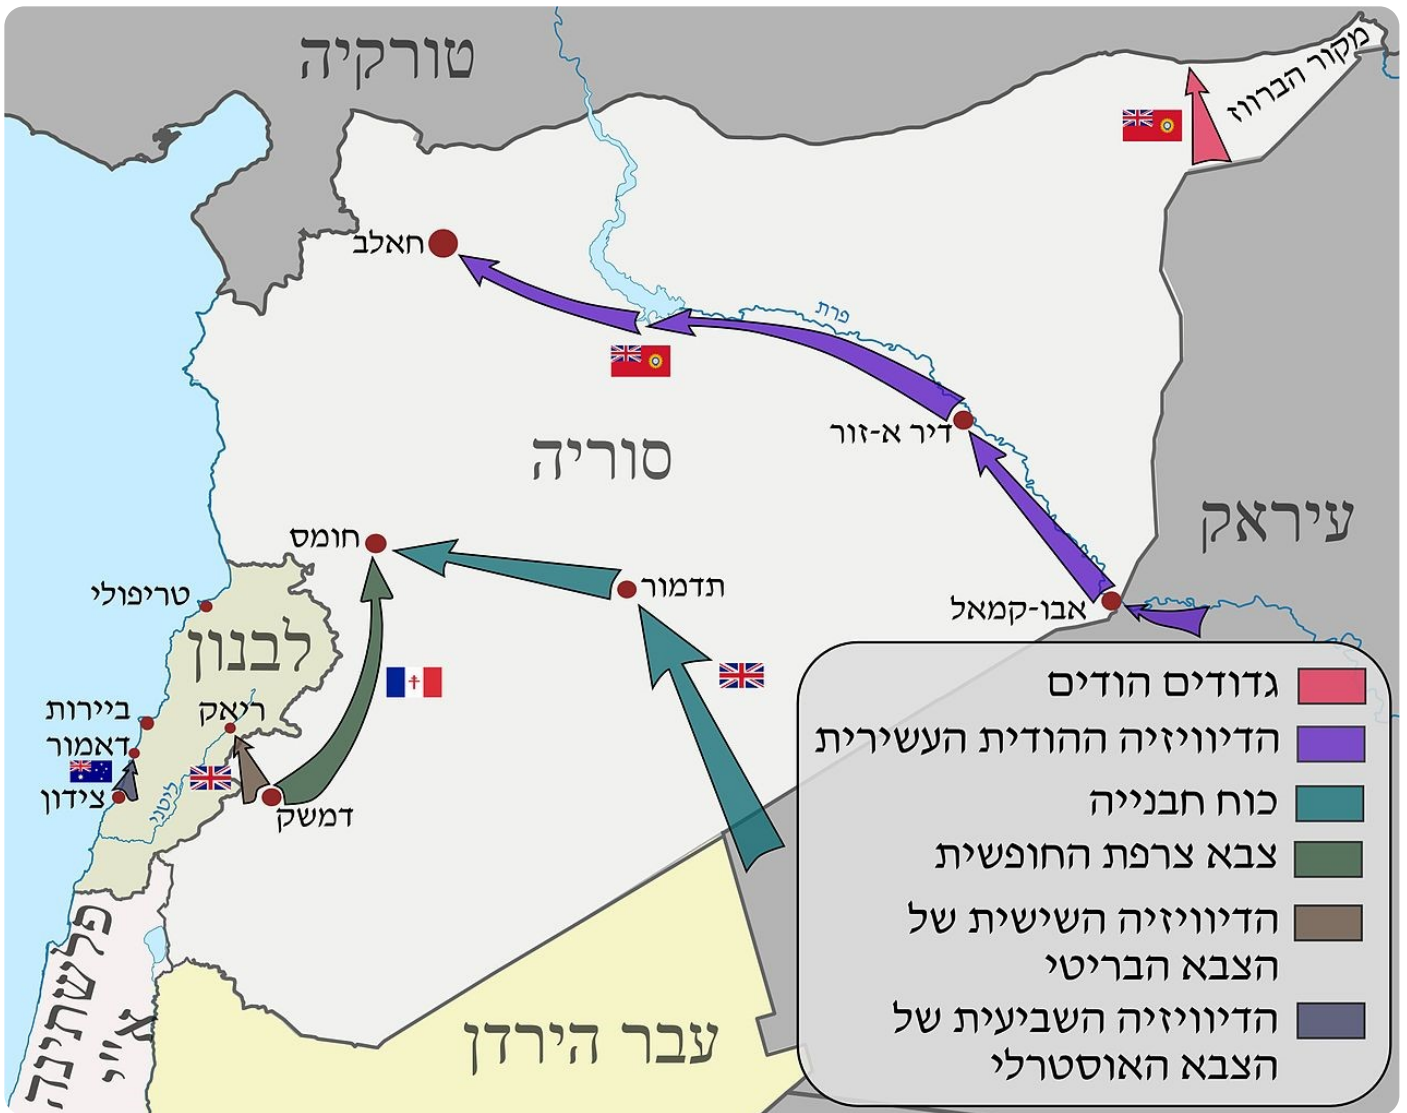 טורקיה
מקור הברווז
חאלב
פרת
דיר א-זור
סוריה
עיראק
חומס
תדמור
אבו-קמאל
טריפולי
לבנון
ריאק
ביירות
דאמור
צידון
ליטני
דמשק
פלשתינה
א"י
עבר הירדן
גדודים הודים
הדיוויזיה ההודית העשירית
כוח חבנייה
צבא צרפת החופשית
הדיוויזיה השישית של
הצבא הבריטי
הדיוויזיה השביעית של
הצבא האוסטרלי